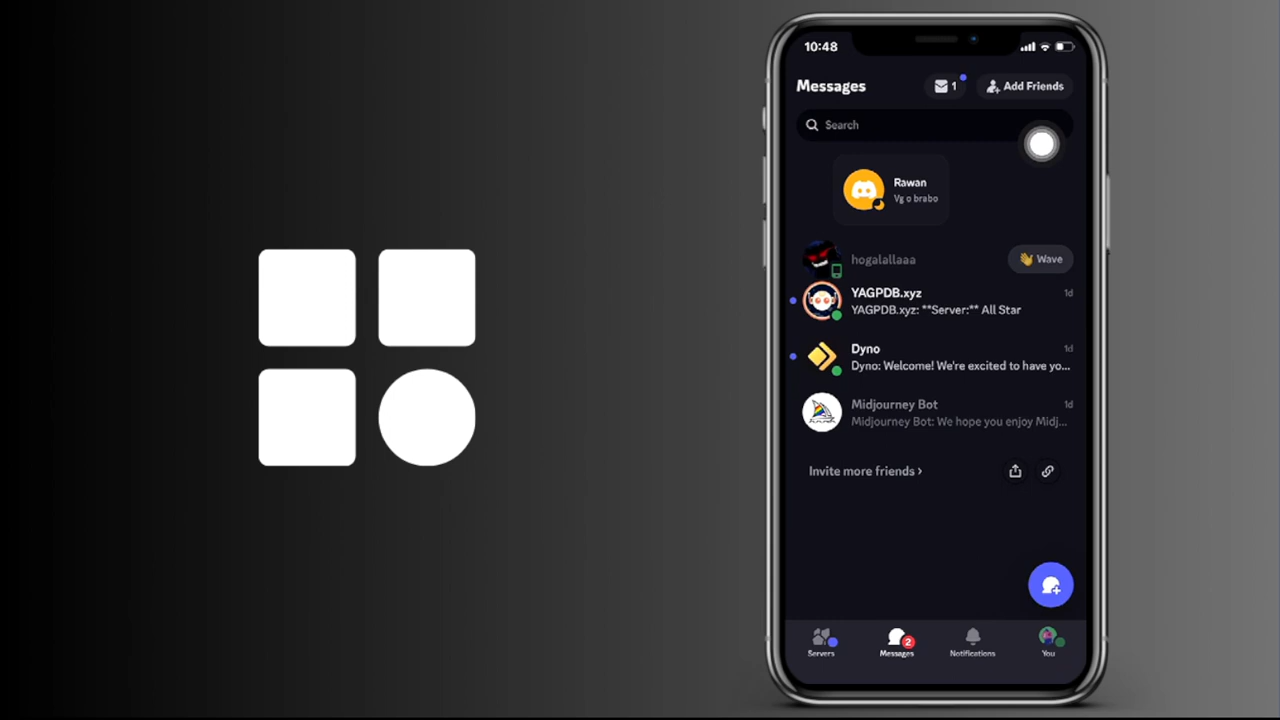 10:48
Messages
1
Add Friends
Search
Rawan
Vg o brabo
hogalallaaa
Wave
YAGPDB.xyz
1d
YAGPDB.xyz: **Server:** All Star
Dyno
1d
Dyno: Welcome! We're excited to have yo...
Midjourney Bot
1d
Midjourney Bot: We hope you enjoy Midj...
Invite more friends ›
2
Servers
Messages
Notifications
You